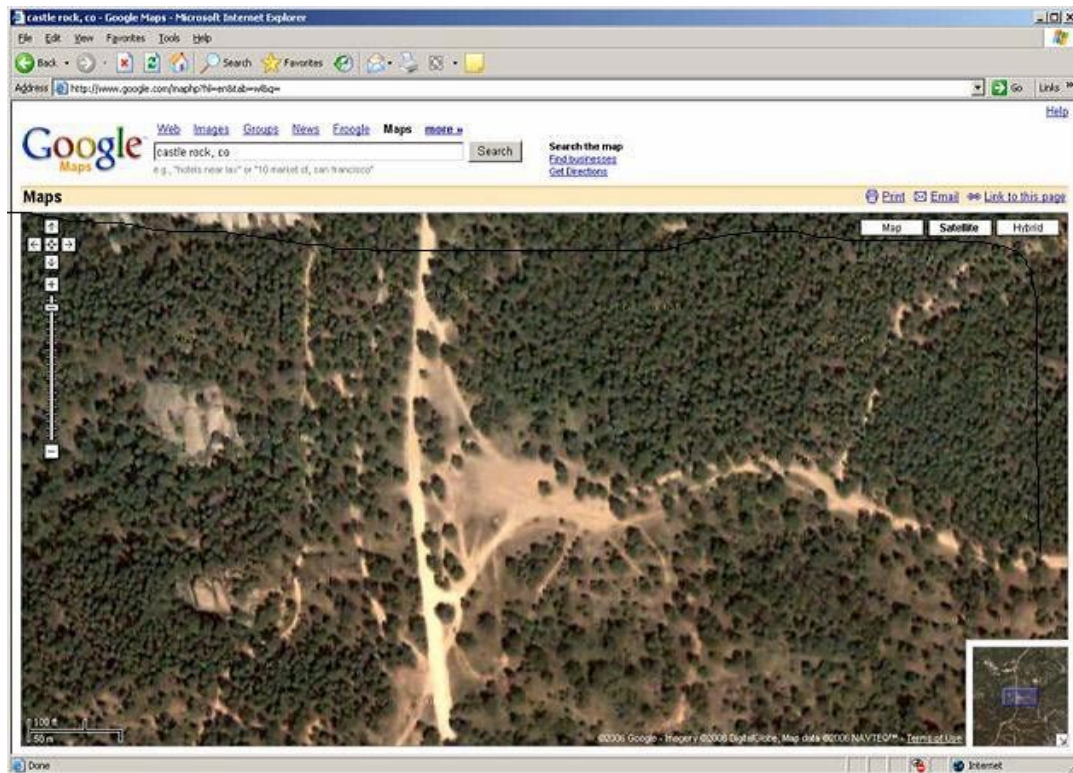 castle rock, co - Google Maps - Microsoft Internet Explorer
File Edit View Favorites Tools Help
Back Search Favorites
Address http://www.google.com/maphp?hl=en&tab=wl&q= Go Links »
Help
Google Maps
Web Images Groups News Froogle Maps more »
castle rock, co Search
e.g., "hotels near lax" or "10 market st, san francisco"
Search the map
Find businesses
Get Directions
Maps Print Email Link to this page
Map Satellite Hybrid
100 ft
50 m
©2006 Google - Imagery ©2006 DigitalGlobe, Map data ©2006 NAVTEQ™ - Terms of Use
Done Internet